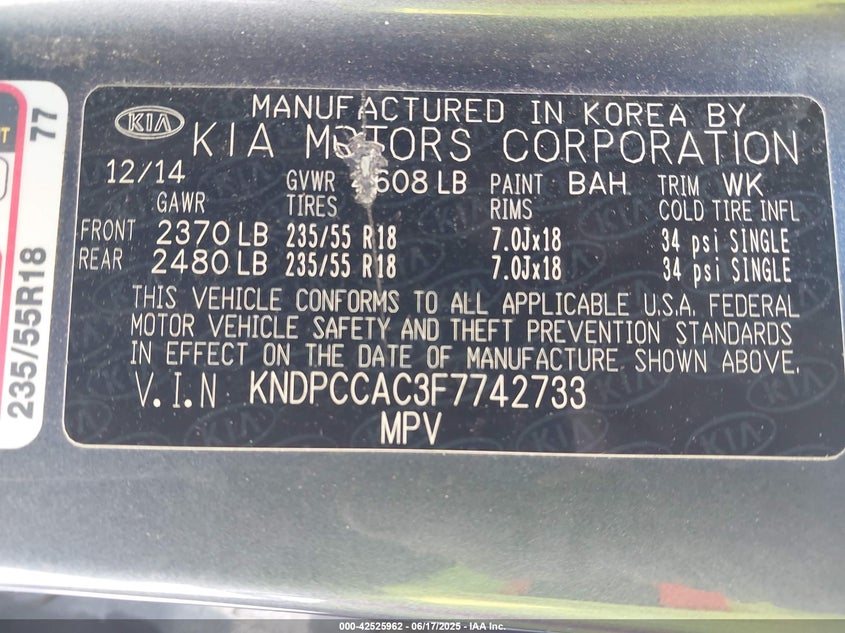 MANUFACTURED IN KOREA BY
KIA
KIA MOTORS CORPORATION
12/14 GVWR 608 LB PAINT BAH TRIM WK
GAWR TIRES RIMS COLD TIRE INFL
FRONT 2370 LB 235/55 R18 7.0Jx18 34 psi SINGLE
REAR 2480 LB 235/55 R18 7.0Jx18 34 psi SINGLE
THIS VEHICLE CONFORMS TO ALL APPLICABLE U.S.A. FEDERAL
MOTOR VEHICLE SAFETY AND THEFT PREVENTION STANDARDS
IN EFFECT ON THE DATE OF MANUFACTURE SHOWN ABOVE.
V.I.N KNDPCCAC3F7742733
MPV
235/55R18 77
000-42525962 - 06/17/2025 - IAA Inc.